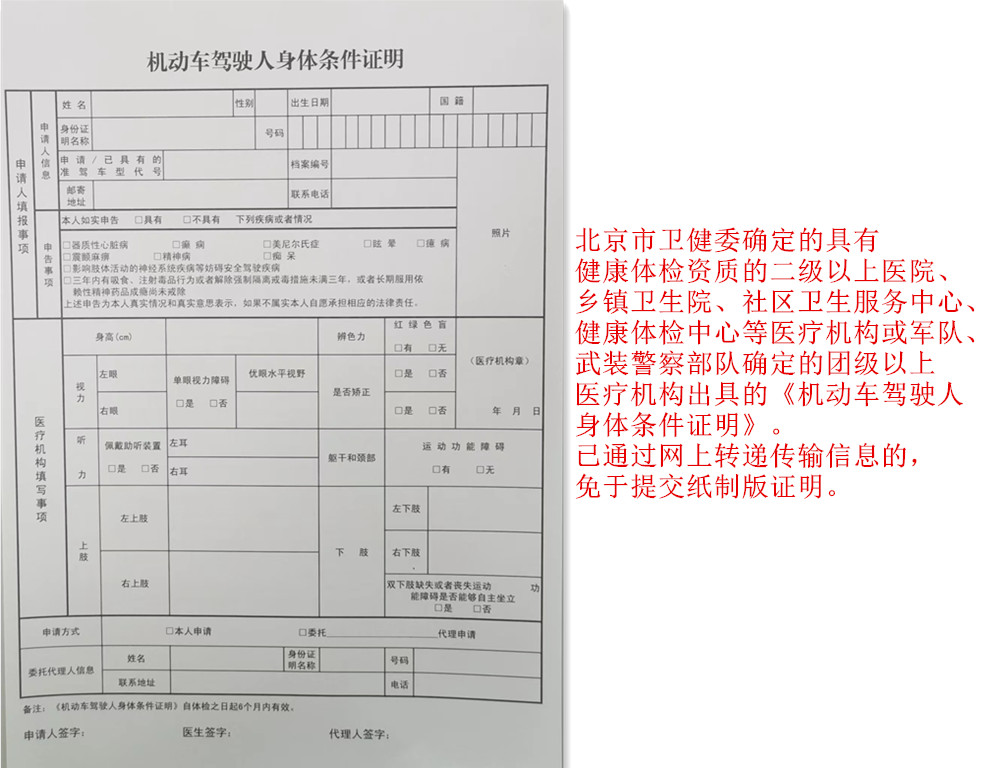 机动车驾驶人身体条件证明
申请人填报事项
申请人信息
姓 名
性别
出生日期
国 籍
身份证
明名称
号码
申 请 / 已 具 有 的
准 驾 车 型 代 号
档案编号
邮寄
地址
联系电话
照片
申告事项
本人如实申告 □具有 □不具有 下列疾病或者情况
□器质性心脏病 □癫 病 □美尼尔氏症 □眩 晕 □癔 病
□震颤麻痹 □精神病 □痴 呆
□影响肢体活动的神经系统疾病等妨碍安全驾驶疾病
□三年内有吸食、注射毒品行为或者解除强制隔离戒毒措施未满三年，或者长期服用依
赖性精神药品成瘾尚未戒除
上述申告为本人真实情况和真实意思表示，如果不属实本人自愿承担相应的法律责任。
医疗机构填写事项
身高(cm)
辨色力
红 绿 色 盲
□有 □无
（医疗机构章）
年 月 日
视力
左眼
右眼
单眼视力障碍
□是 □否
优眼水平视野
是否矫正
□是 □否
□是 □否
听力
佩戴助听装置
□是 □否
左耳
右耳
躯干和颈部
运 动 功 能 障 碍
□有 □无
上肢
左上肢
右上肢
下 肢
左下肢
右下肢
双下肢缺失或者丧失运动 功
能障碍是否能够自主坐立
□是 □否
申请方式
□本人申请
□委托____________________代理申请
委托代理人信息
姓名
身份证
明名称
号码
联系地址
电话
备注：《机动车驾驶人身体条件证明》自体检之日起6个月内有效。
申请人签字： 医生签字： 代理人签字：
北京市卫健委确定的具有
健康体检资质的二级以上医院、
乡镇卫生院、社区卫生服务中心、
健康体检中心等医疗机构或军队、
武装警察部队确定的团级以上
医疗机构出具的《机动车驾驶人
身体条件证明》。
已通过网上转递传输信息的，
免于提交纸制版证明。